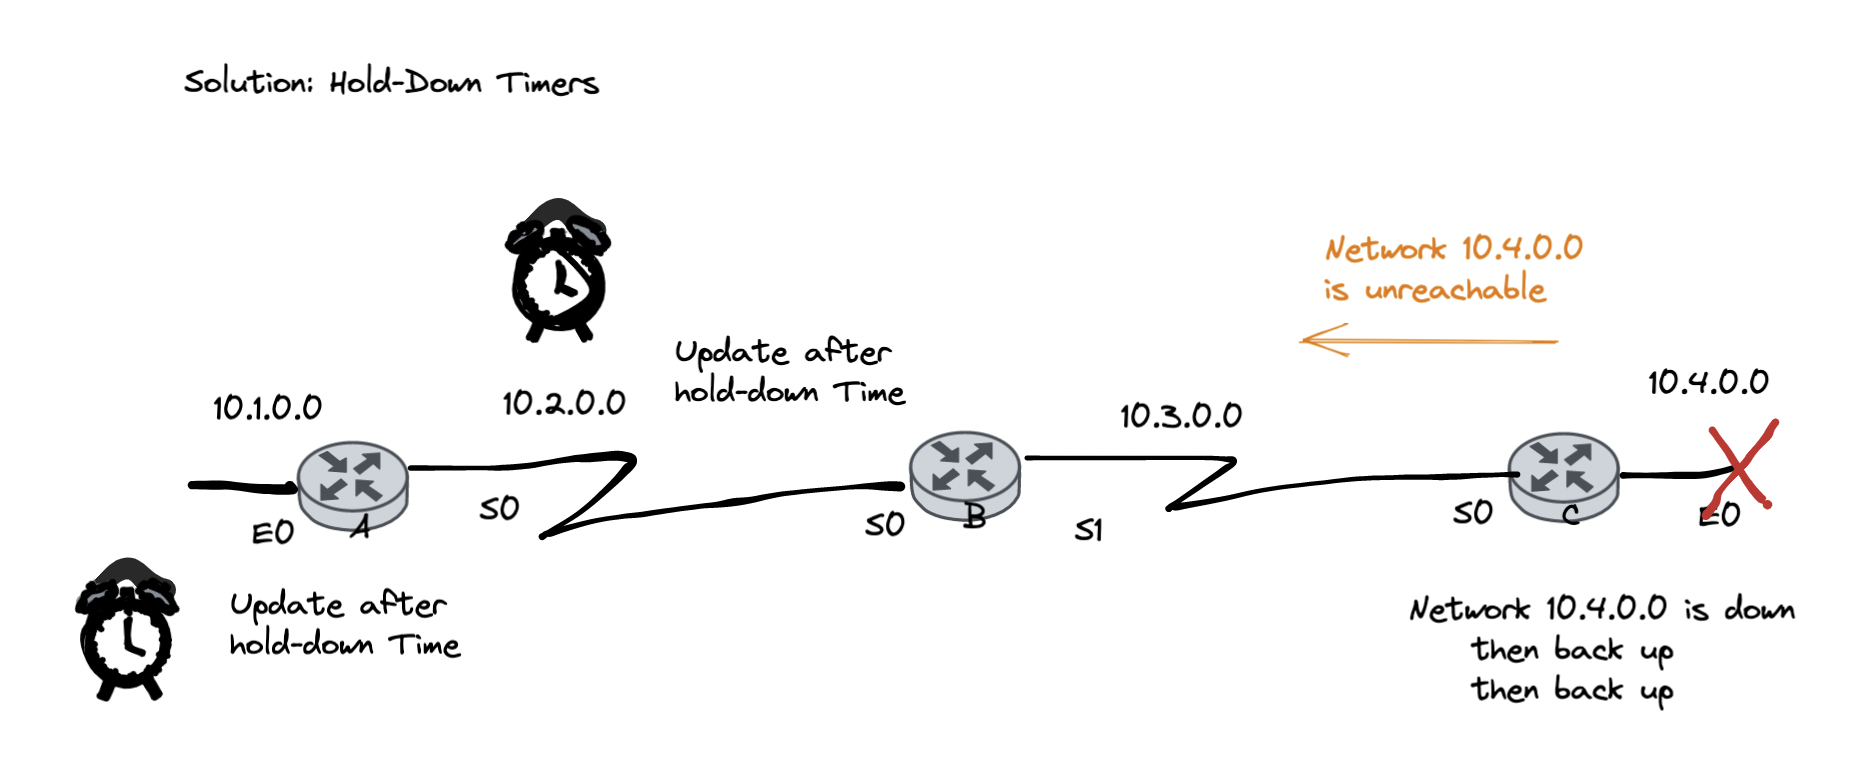 Solution: Hold-Down Timers
Network 10.4.0.0
is unreachable
Update after
hold-down Time
10.1.0.0
10.2.0.0
10.3.0.0
10.4.0.0
E0
A
S0
S0
B
S1
S0
C
E0
Update after
hold-down Time
Network 10.4.0.0 is down
then back up
then back up